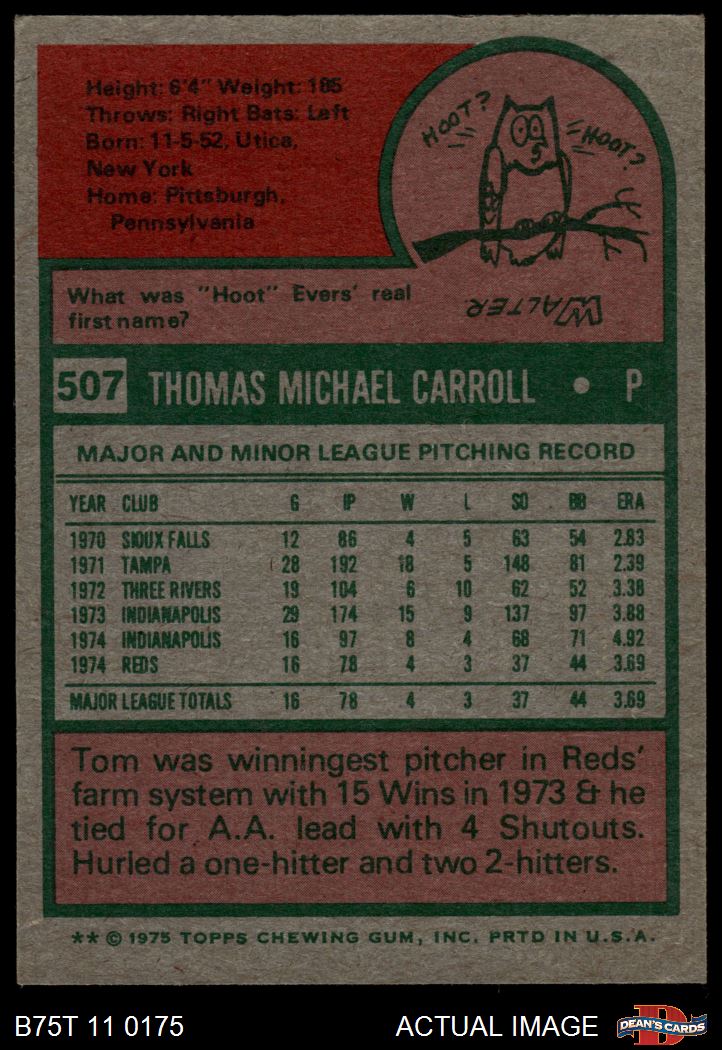 Height: 6'4" Weight: 185
Throws: Right Bats: Left
Born: 11-5-52, Utica,
New York
Home: Pittsburgh,
Pennsylvania
HOOT?
HOOT?
What was "Hoot" Evers' real
first name?
WALTER
507 THOMAS MICHAEL CARROLL • P
MAJOR AND MINOR LEAGUE PITCHING RECORD
YEAR CLUB G IP W L SO BB ERA
1970 SIOUX FALLS 12 86 4 5 63 54 2.83
1971 TAMPA 28 192 18 5 148 81 2.39
1972 THREE RIVERS 19 104 6 10 62 52 3.38
1973 INDIANAPOLIS 29 174 15 9 137 97 3.88
1974 INDIANAPOLIS 16 97 8 4 68 71 4.92
1974 REDS 16 78 4 3 37 44 3.69
MAJOR LEAGUE TOTALS 16 78 4 3 37 44 3.69
Tom was winningest pitcher in Reds'
farm system with 15 Wins in 1973 & he
tied for A.A. lead with 4 Shutouts.
Hurled a one-hitter and two 2-hitters.
** © 1975 TOPPS CHEWING GUM, INC. PRTD IN U.S.A.
B75T 11 0175 ACTUAL IMAGE
D
DEAN'S CARDS